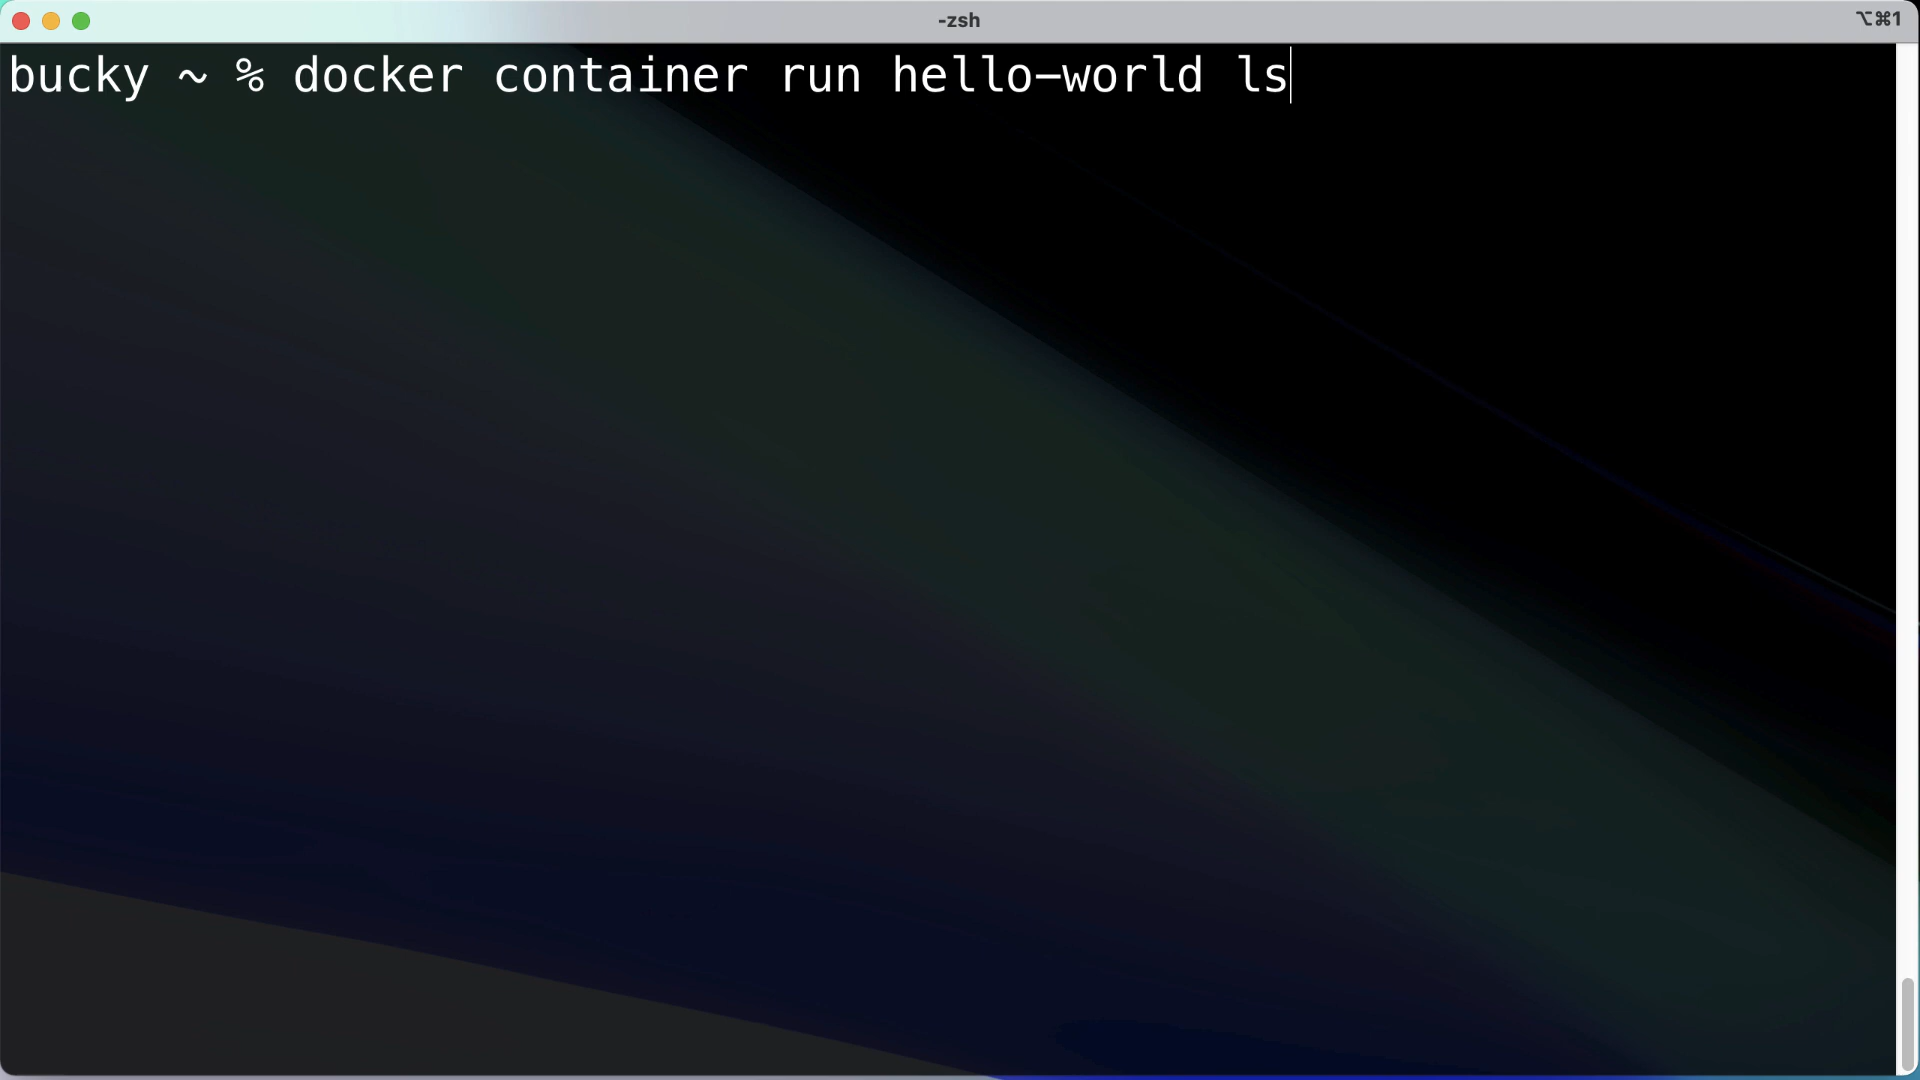 -zsh
⌥⌘1
bucky ~ % docker container run hello-world ls